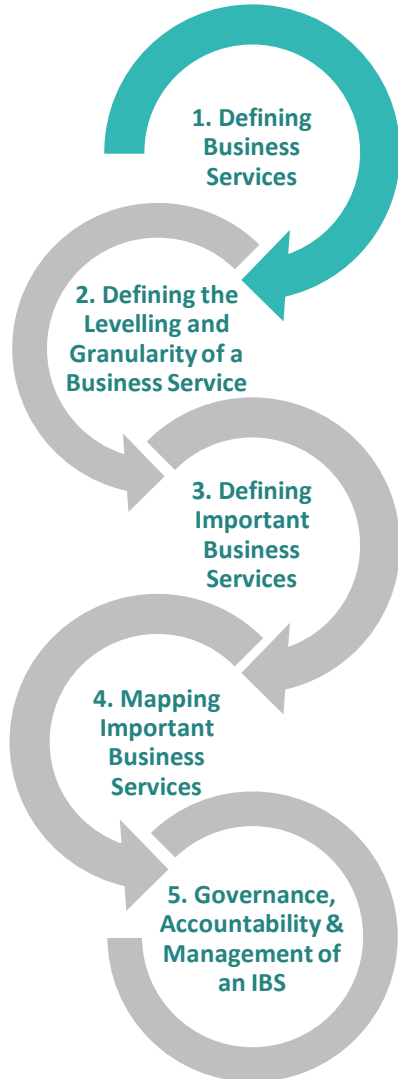 1. Defining
Business
Services
2. Defining the
Levelling and
Granularity of a
Business Service
3. Defining
Important
Business
Services
4. Mapping
Important
Business
Services
5. Governance,
Accountability &
Management of
an IBS